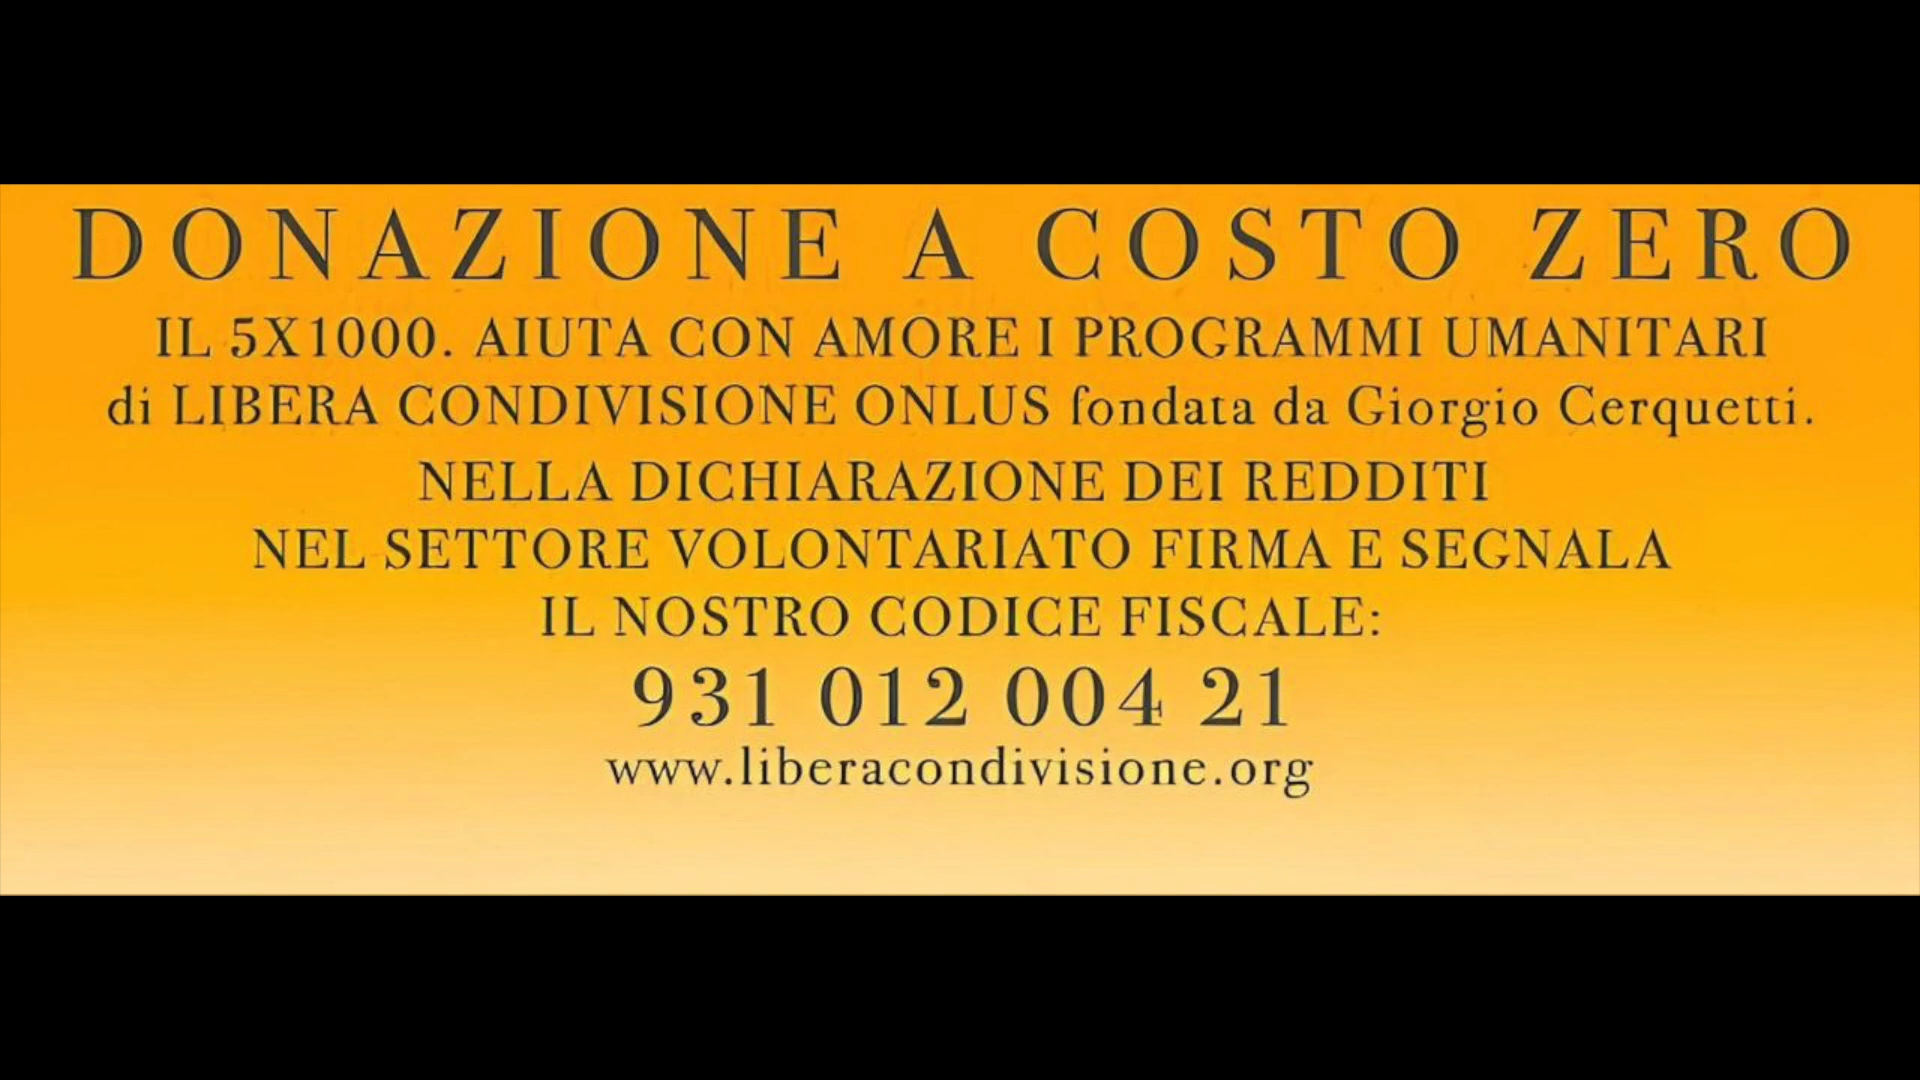 DONAZIONE A COSTO ZERO
IL 5X1000. AIUTA CON AMORE I PROGRAMMI UMANITARI
di LIBERA CONDIVISIONE ONLUS fondata da Giorgio Cerquetti.
NELLA DICHIARAZIONE DEI REDDITI
NEL SETTORE VOLONTARIATO FIRMA E SEGNALA
IL NOSTRO CODICE FISCALE:
931 012 004 21
www.liberacondivisione.org